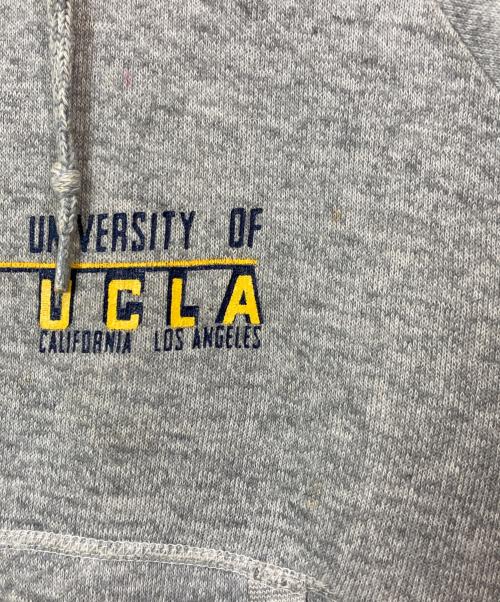 UNIVERSITY OF
UCLA
CALIFORNIA LOS ANGELES